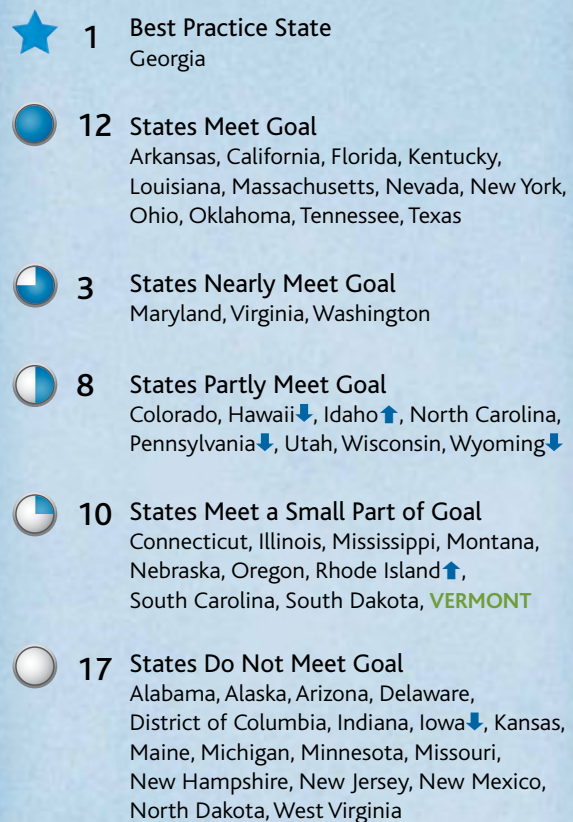 1 Best Practice State
Georgia
12 States Meet Goal
Arkansas, California, Florida, Kentucky,
Louisiana, Massachusetts, Nevada, New York,
Ohio, Oklahoma, Tennessee, Texas
3 States Nearly Meet Goal
Maryland, Virginia, Washington
8 States Partly Meet Goal
Colorado, Hawaii⬇, Idaho⬆, North Carolina,
Pennsylvania⬇, Utah, Wisconsin, Wyoming⬇
10 States Meet a Small Part of Goal
Connecticut, Illinois, Mississippi, Montana,
Nebraska, Oregon, Rhode Island⬆,
South Carolina, South Dakota, VERMONT
17 States Do Not Meet Goal
Alabama, Alaska, Arizona, Delaware,
District of Columbia, Indiana, Iowa⬇, Kansas,
Maine, Michigan, Minnesota, Missouri,
New Hampshire, New Jersey, New Mexico,
North Dakota, West Virginia